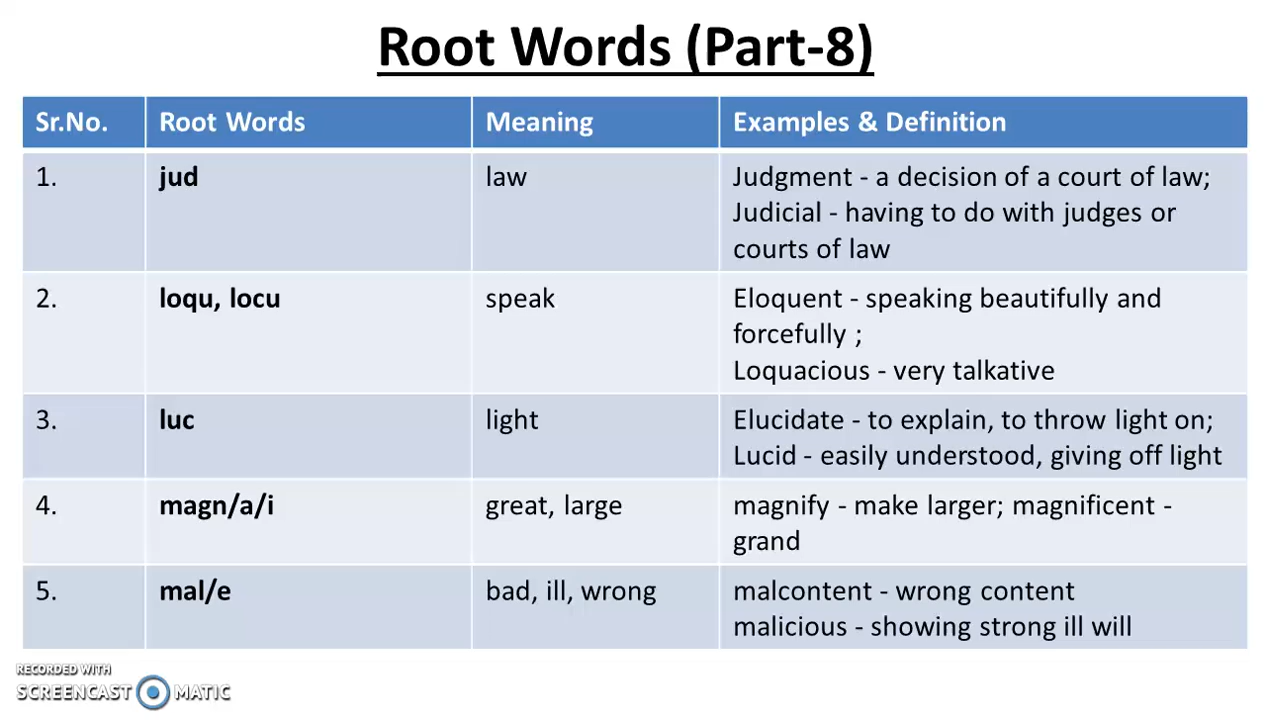 Root Words (Part-8)
Sr.No. Root Words Meaning Examples & Definition
1. jud law Judgment - a decision of a court of law;
Judicial - having to do with judges or
courts of law
2. loqu, locu speak Eloquent - speaking beautifully and
forcefully ;
Loquacious - very talkative
3. luc light Elucidate - to explain, to throw light on;
Lucid - easily understood, giving off light
4. magn/a/i great, large magnify - make larger; magnificent -
grand
5. mal/e bad, ill, wrong malcontent - wrong content
malicious - showing strong ill will
RECORDED WITH
SCREENCAST MATIC